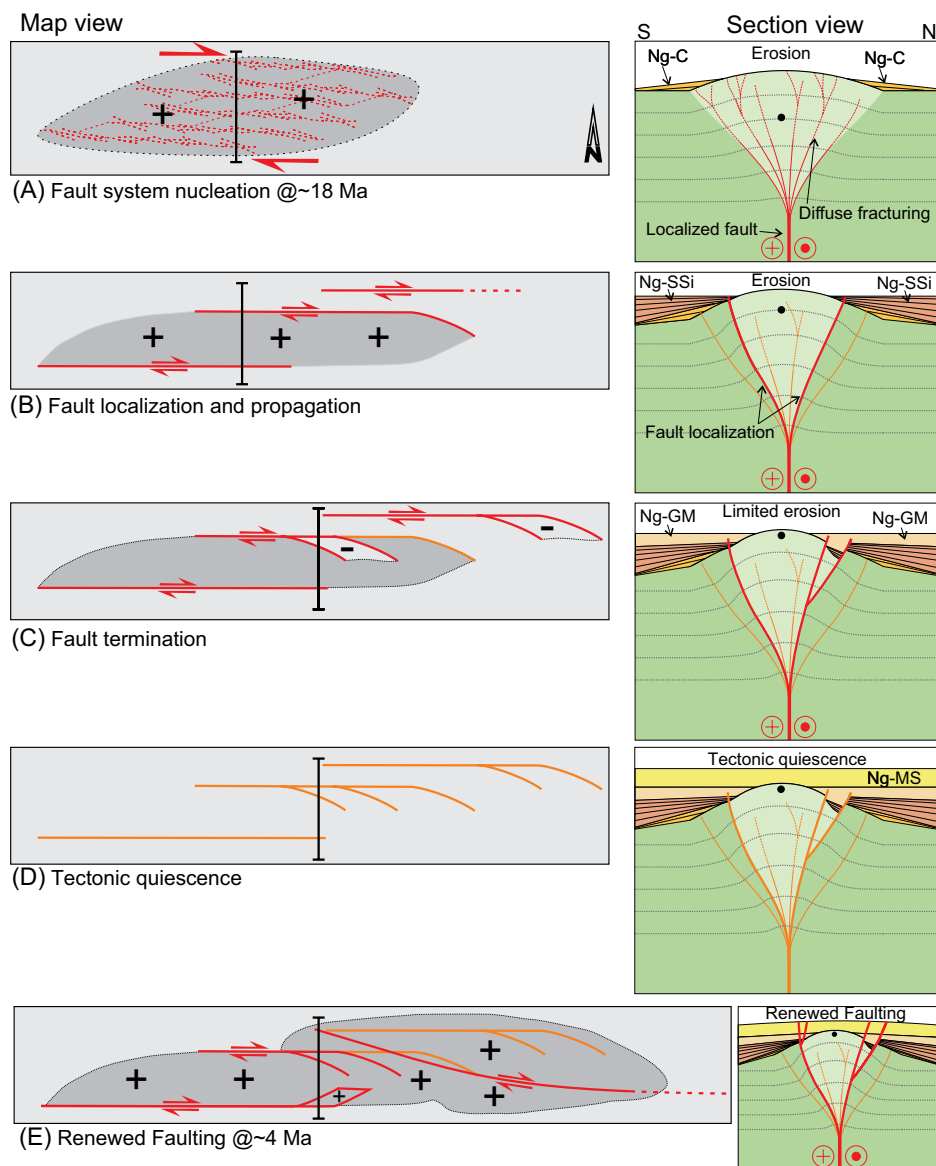 Map view
Section view
S
N
Ng-C
Erosion
Ng-C
+
+
N
Diffuse fracturing
Localized fault
(A) Fault system nucleation @~18 Ma
Ng-SSi
Erosion
Ng-SSi
+
+
+
Fault localization
(B) Fault localization and propagation
Ng-GM
Limited erosion
Ng-GM
-
-
(C) Fault termination
Tectonic quiescence
Ng-MS
(D) Tectonic quiescence
Renewed Faulting
+
+
+
+
+
+
(E) Renewed Faulting @~4 Ma